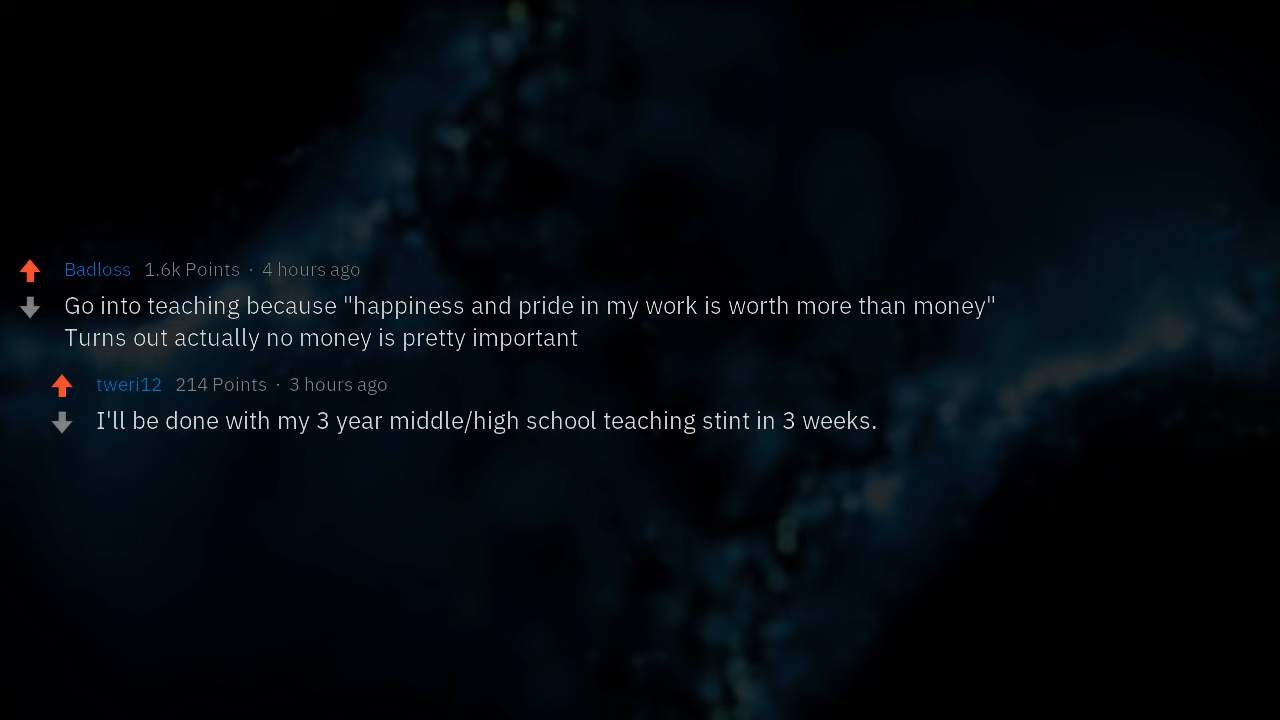 Badloss 1.6k Points · 4 hours ago
Go into teaching because "happiness and pride in my work is worth more than money"
Turns out actually no money is pretty important
tweri12 214 Points · 3 hours ago
I'll be done with my 3 year middle/high school teaching stint in 3 weeks.